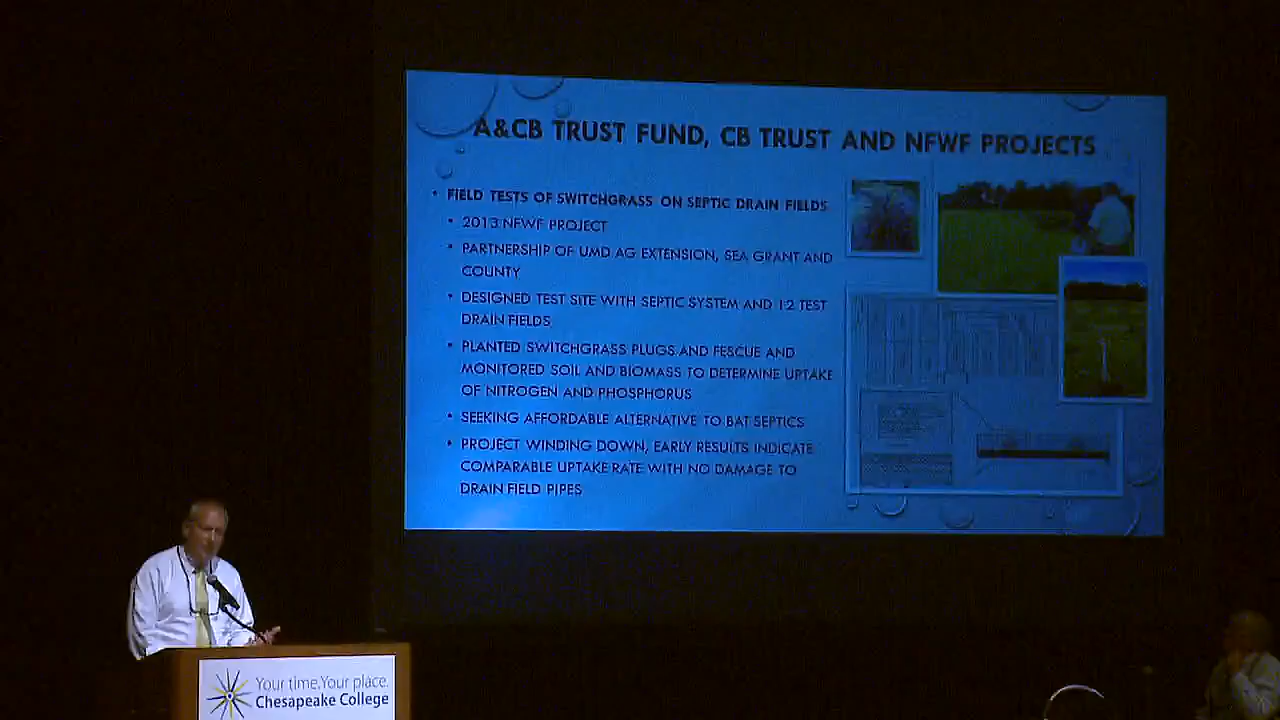 A&CB TRUST FUND, CB TRUST AND NFWF PROJECTS
• FIELD TESTS OF SWITCHGRASS ON SEPTIC DRAIN FIELDS
• 2013 NFWF PROJECT
• PARTNERSHIP OF UMD AG EXTENSION, SEA GRANT AND
COUNTY
• DESIGNED TEST SITE WITH SEPTIC SYSTEM AND 12 TEST
DRAIN FIELDS
• PLANTED SWITCHGRASS PLUGS AND FESCUE AND
MONITORED SOIL AND BIOMASS TO DETERMINE UPTAKE
OF NITROGEN AND PHOSPHORUS
• SEEKING AFFORDABLE ALTERNATIVE TO BAT SEPTICS
• PROJECT WINDING DOWN, EARLY RESULTS INDICATE
COMPARABLE UPTAKE RATE WITH NO DAMAGE TO
DRAIN FIELD PIPES
Your time.Your place.
Chesapeake College